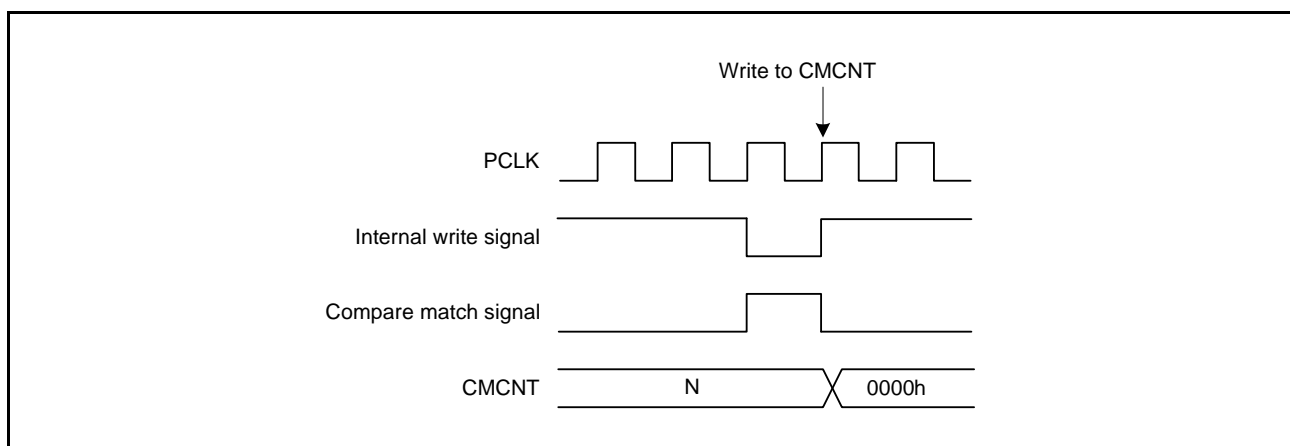 Write to CMCNT
PCLK
Internal write signal
Compare match signal
CMCNT N 0000h